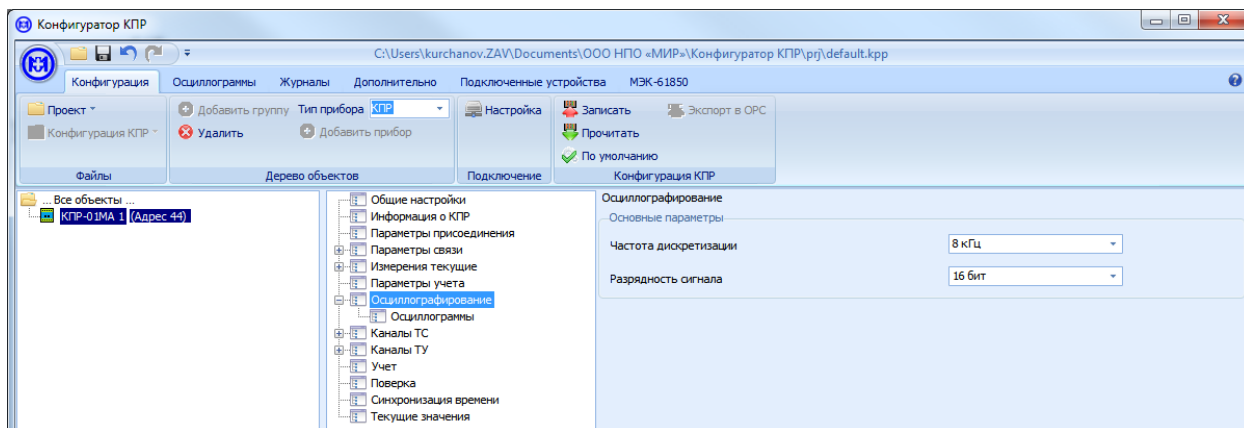 Конфигуратор КПР
C:\Users\kurchanov.ZAV\Documents\ООО НПО «МИР»\Конфигуратор КПР\prj\default.kpp
Конфигурация Осциллограммы Журналы Дополнительно Подключенные устройства МЭК-61850
Проект
Конфигурация КПР
Файлы
Добавить группу Тип прибора КПР
Удалить Добавить прибор
Дерево объектов
Настройка
Подключение
Записать Экспорт в OPC
Прочитать
По умолчанию
Конфигурация КПР
... Все объекты ...
КПР-01МА 1 (Адрес 44)
Общие настройки
Информация о КПР
Параметры присоединения
Параметры связи
Измерения текущие
Параметры учета
Осциллографирование
Осциллограммы
Каналы ТС
Каналы ТУ
Учет
Поверка
Синхронизация времени
Текущие значения
Осциллографирование
Основные параметры
Частота дискретизации 8 кГц
Разрядность сигнала 16 бит